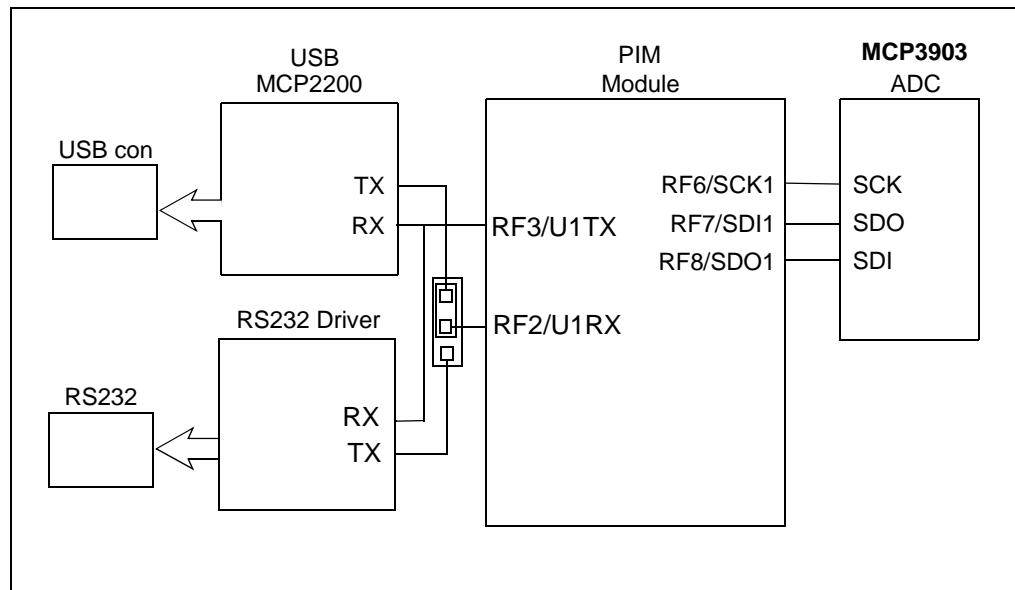 USB
MCP2200
PIM
Module
MCP3903
ADC
USB con
TX
RX
RF3/U1TX
RF2/U1RX
RF6/SCK1
RF7/SDI1
RF8/SDO1
SCK
SDO
SDI
RS232 Driver
RS232
RX
TX